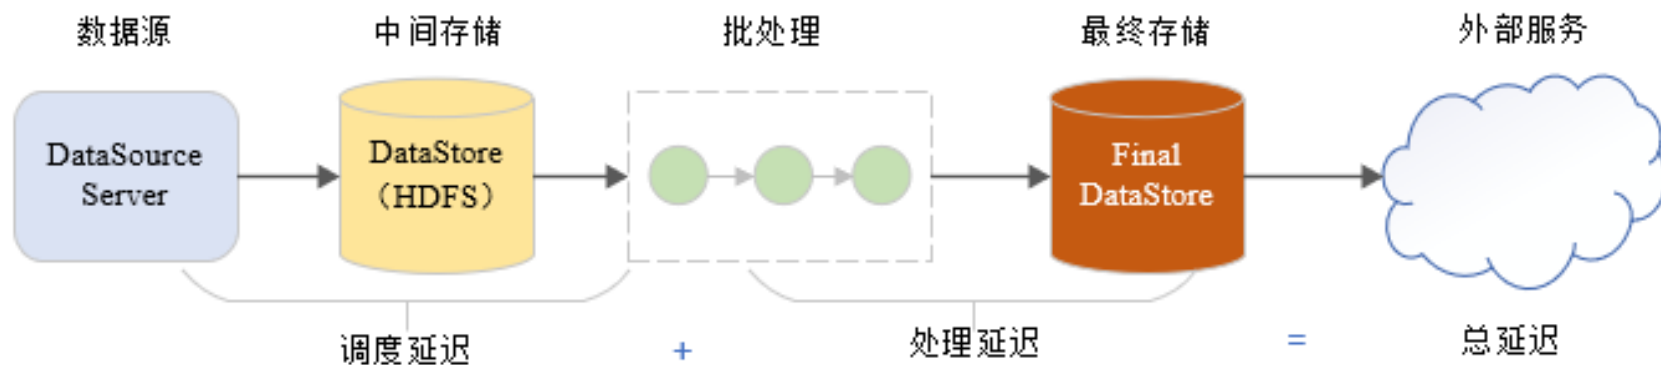 数据源
中间存储
批处理
最终存储
外部服务
DataSource
Server
DataStore
（HDFS）
Final
DataStore
调度延迟
+
处理延迟
=
总延迟